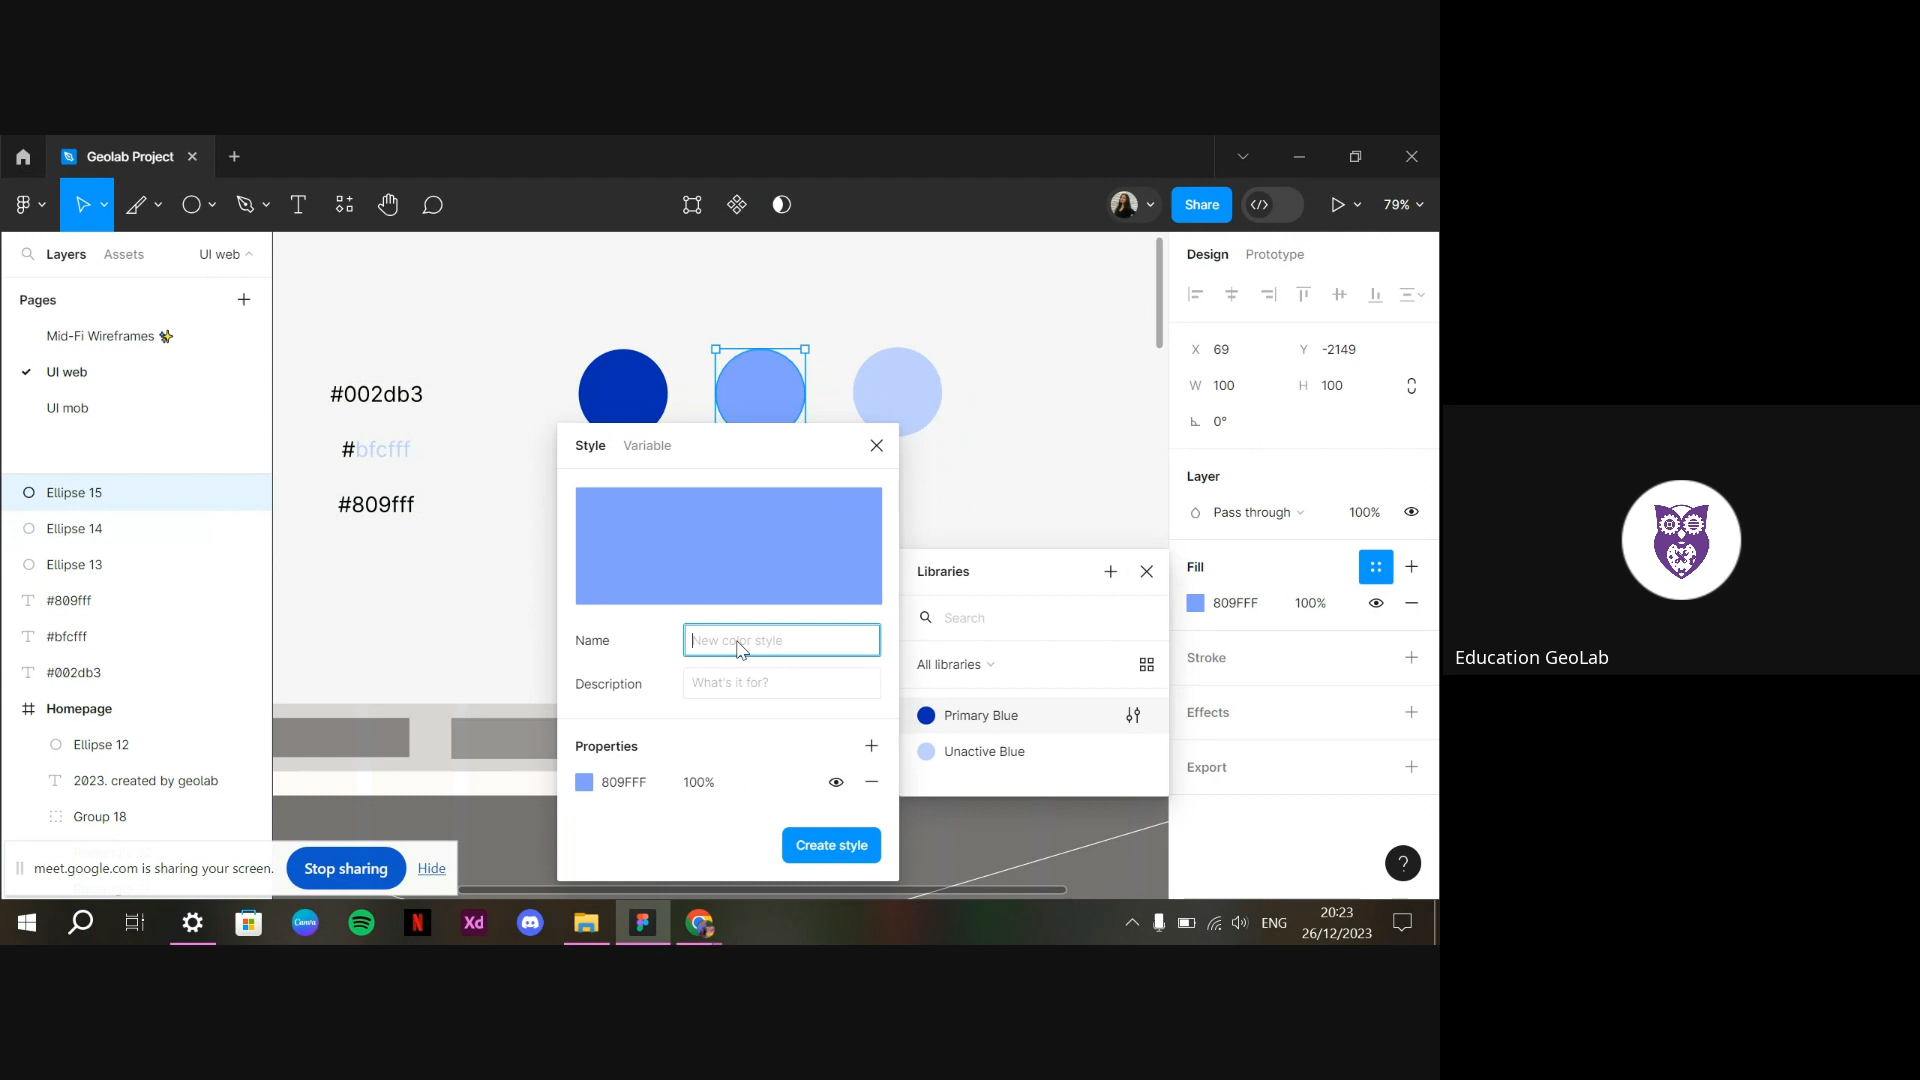 Geolab Project
Share
79%
Layers
Assets
UI web
Design
Prototype
Pages
Mid-Fi Wireframes ✨
UI web
UI mob
X 69
Y -2149
W 100
H 100
0°
#002db3
#bfcfff
#809fff
Style
Variable
Layer
Pass through
100%
Ellipse 15
Ellipse 14
Ellipse 13
#809fff
#bfcfff
#002db3
Homepage
Ellipse 12
2023. created by geolab
Group 18
Name
New color style
Description
What's it for?
Properties
809FFF
100%
Create style
Libraries
Search
All libraries
Primary Blue
Unactive Blue
Fill
809FFF
100%
Stroke
Effects
Export
?
meet.google.com is sharing your screen.
Stop sharing
Hide
Canva
N
Xd
ENG
20:23
26/12/2023
Education GeoLab